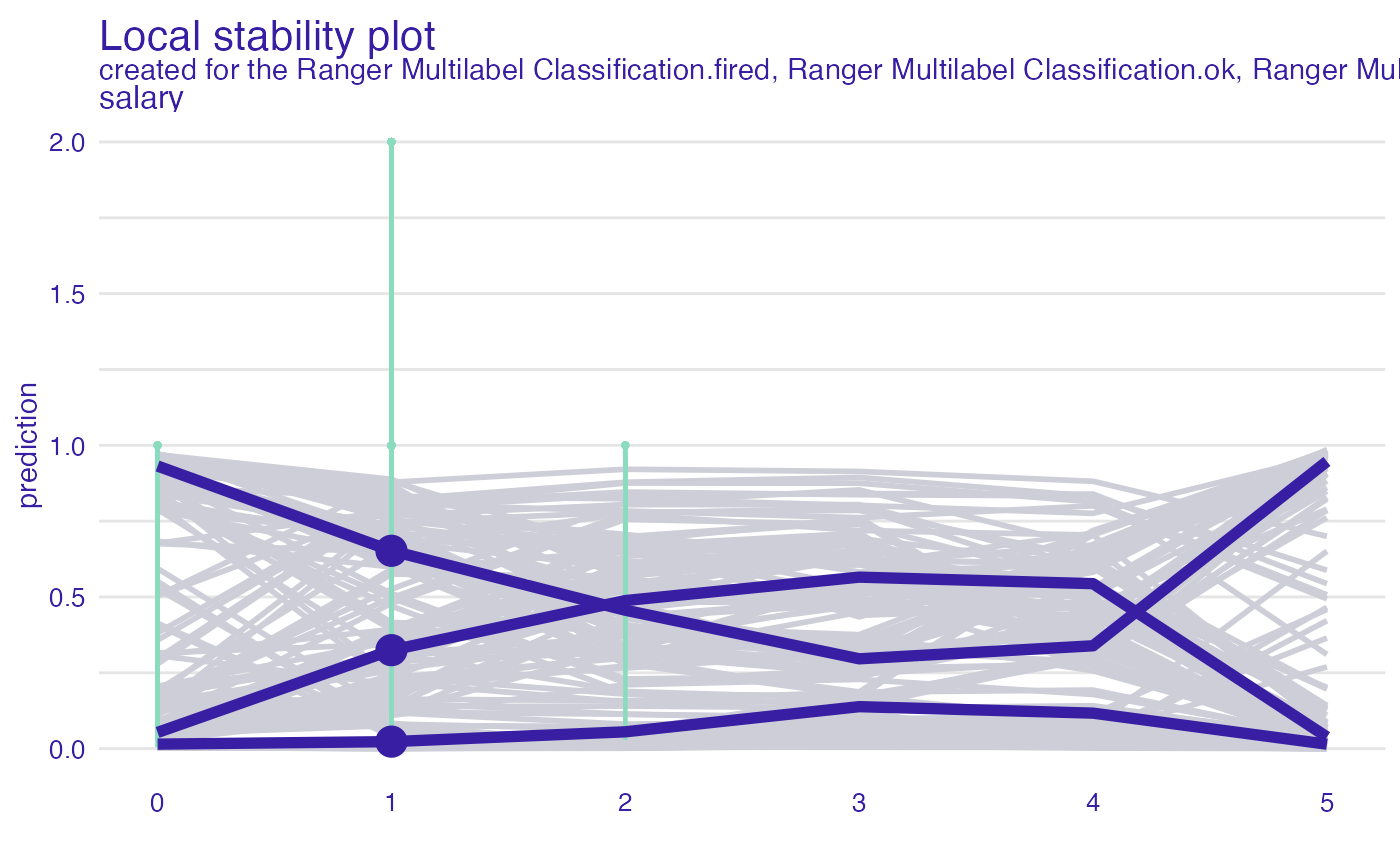 Local stability plot
created for the Ranger Multilabel Classification.fired, Ranger Multilabel Classification.ok, Ranger Mul
salary
2.0
1.5
1.0
0.5
0.0
prediction
0 1 2 3 4 5